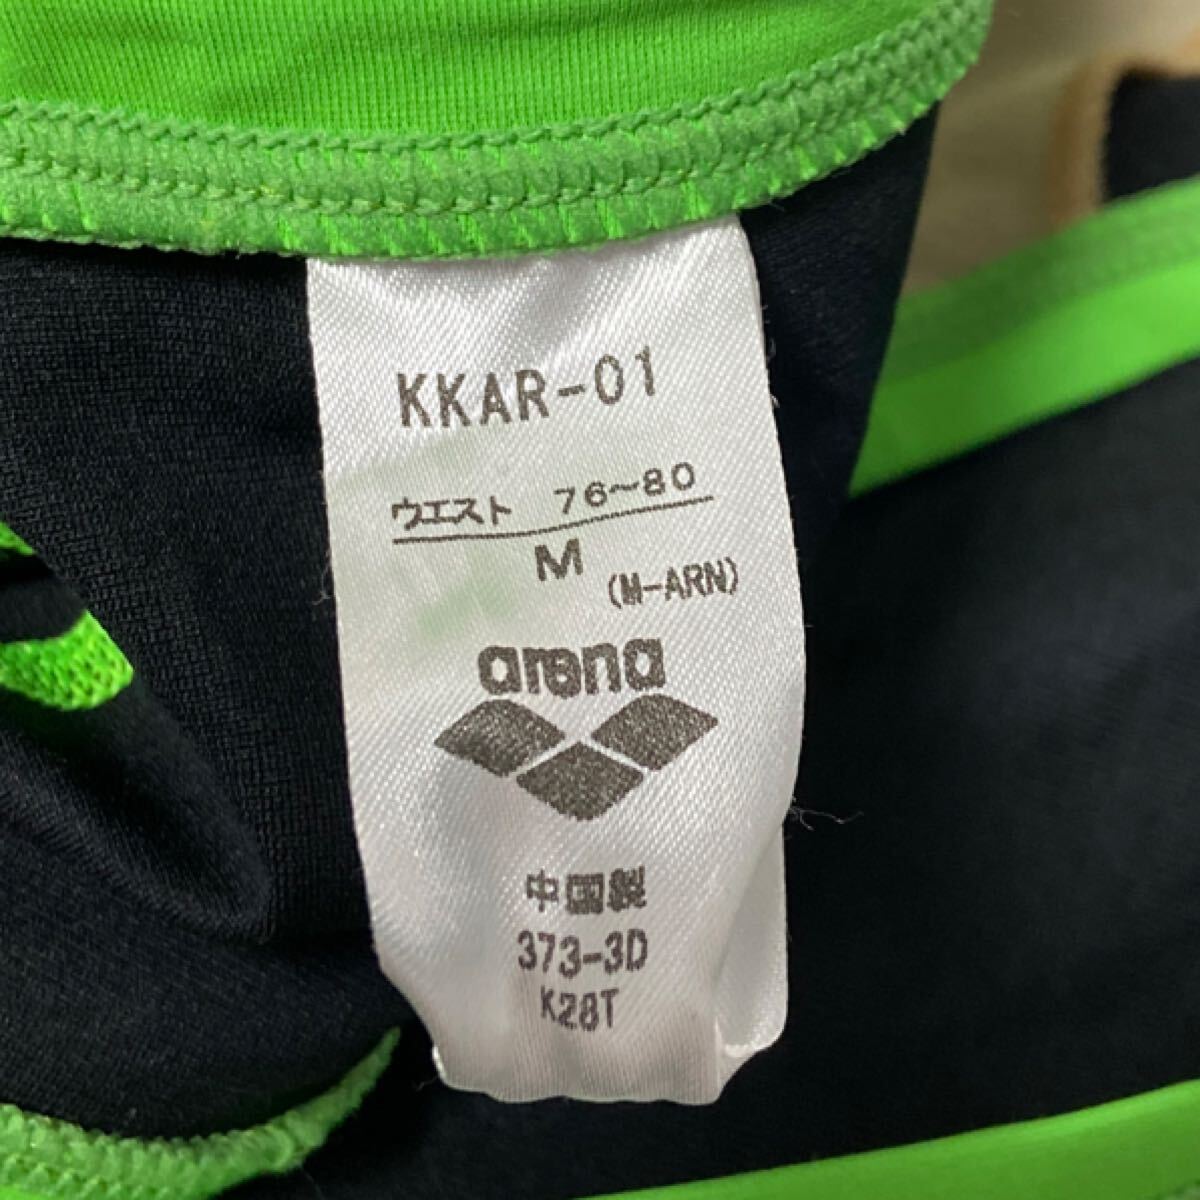 KKAR-01
ウエスト 76~80
M
(M-ARN)
arena
中国製
373-3D
K28T